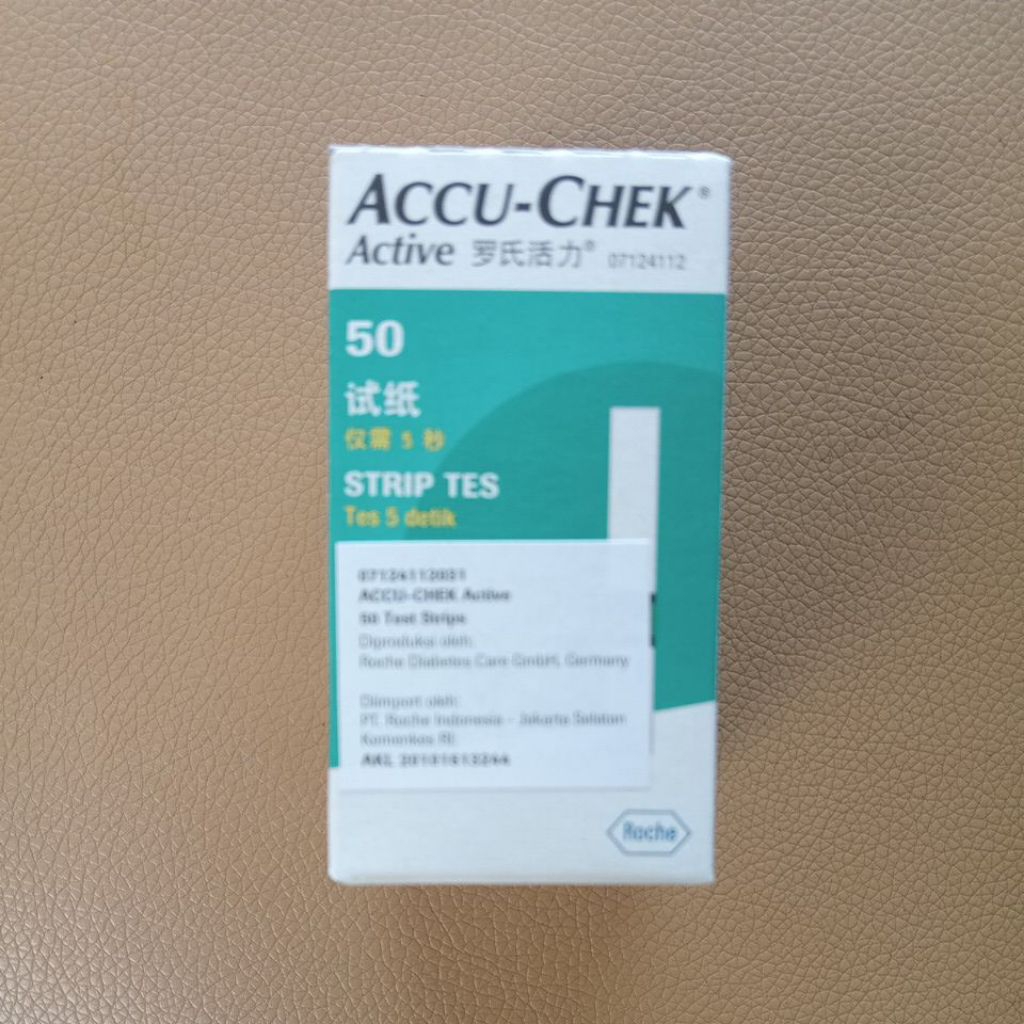 ACCU-CHEK®
Active 罗氏活力® 07124112
50
试纸
仅需 5 秒
STRIP TES
Tes 5 detik
07124112031
ACCU-CHEK Active
50 Test Strips
Diproduksi oleh:
Roche Diabetes Care GmbH, Germany
Diimport oleh:
PT. Roche Indonesia - Jakarta Selatan
Kemenkes RI:
AKL
Roche